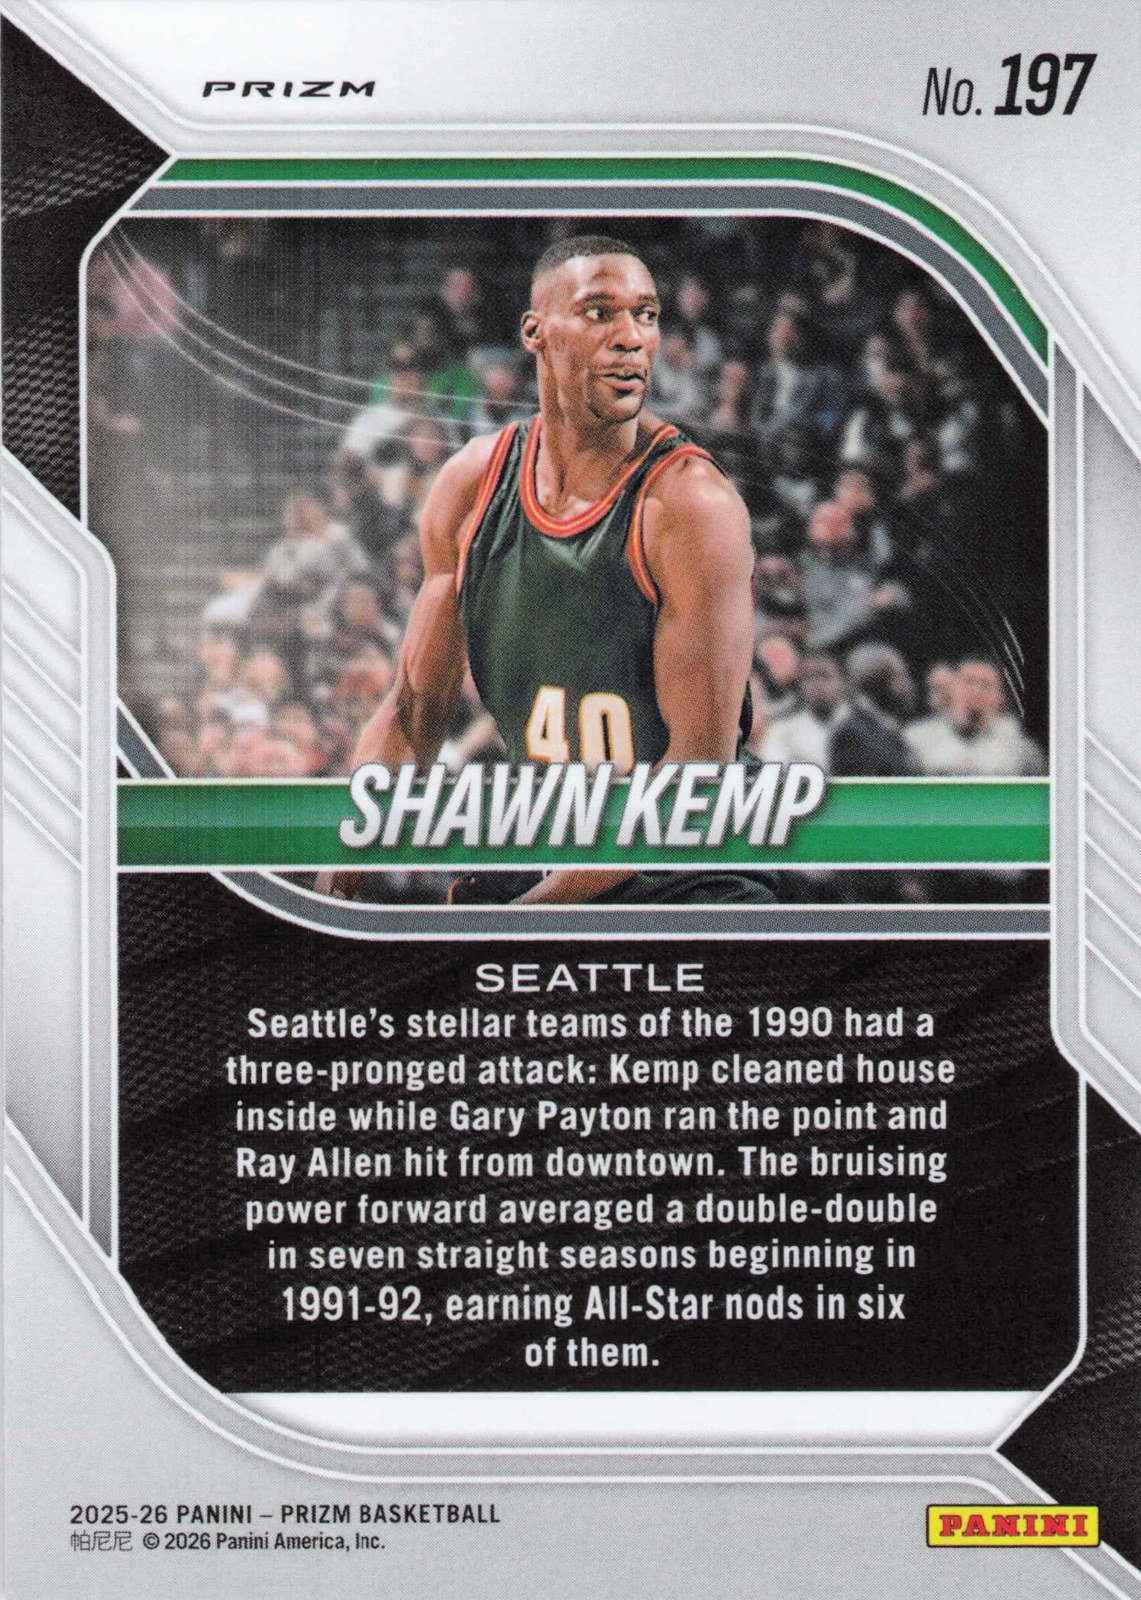 PRIZM
No. 197
40
SHAWN KEMP
SEATTLE
Seattle's stellar teams of the 1990 had a
three-pronged attack: Kemp cleaned house
inside while Gary Payton ran the point and
Ray Allen hit from downtown. The bruising
power forward averaged a double-double
in seven straight seasons beginning in
1991-92, earning All-Star nods in six
of them.
2025-26 PANINI – PRIZM BASKETBALL
帕尼尼 © 2026 Panini America, Inc.
PANINI